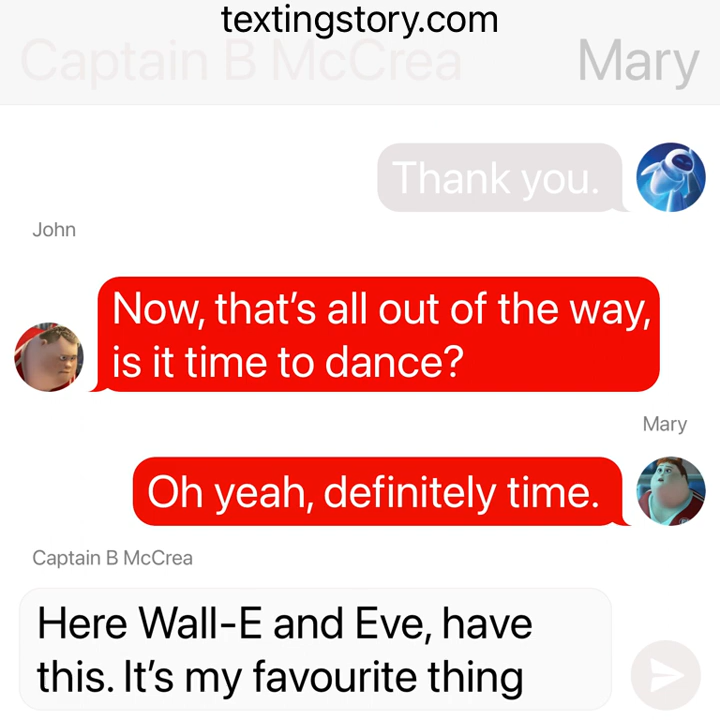 textingstory.com
Captain B McCrea Mary
Thank you.
John
Now, that’s all out of the way,
is it time to dance?
Mary
Oh yeah, definitely time.
Captain B McCrea
Here Wall-E and Eve, have
this. It’s my favourite thing